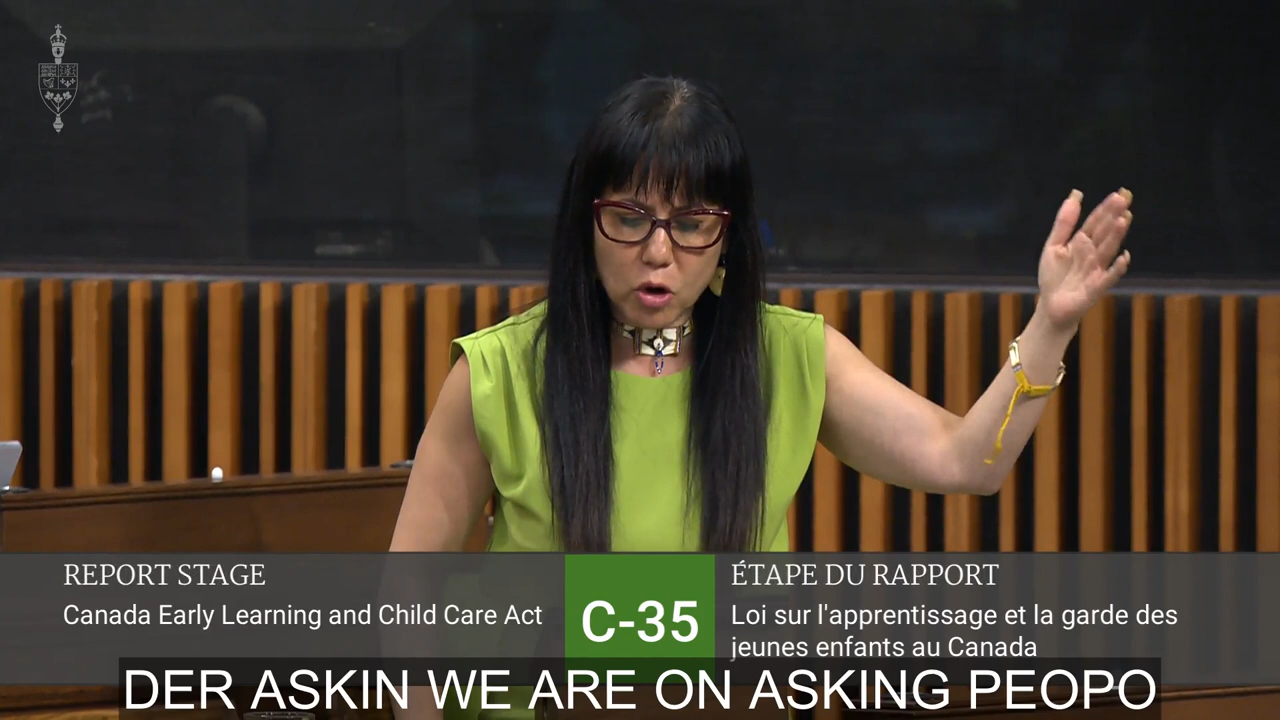 REPORT STAGE
Canada Early Learning and Child Care Act
C-35
ÉTAPE DU RAPPORT
Loi sur l'apprentissage et la garde des
jeunes enfants au Canada
DER ASKIN WE ARE ON ASKING PEOPO